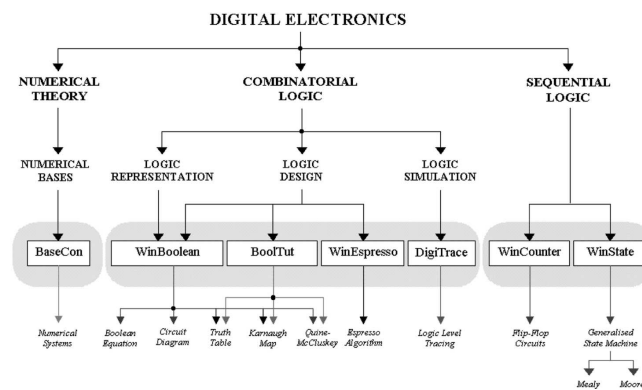 DIGITAL ELECTRONICS
NUMERICAL
THEORY
COMBINATORIAL
LOGIC
SEQUENTIAL
LOGIC
NUMERICAL
BASES
LOGIC
REPRESENTATION
LOGIC
DESIGN
LOGIC
SIMULATION
BaseCon
WinBoolean
BoolTut
WinEspresso
DigiTrace
WinCounter
WinState
Numerical
Systems
Boolean
Equation
Circuit
Diagram
Truth
Table
Karnaugh
Map
Quine-
McCluskey
Espresso
Algorithm
Logic Level
Tracing
Flip-Flop
Circuits
Generalised
State Machine
Mealy
Moore